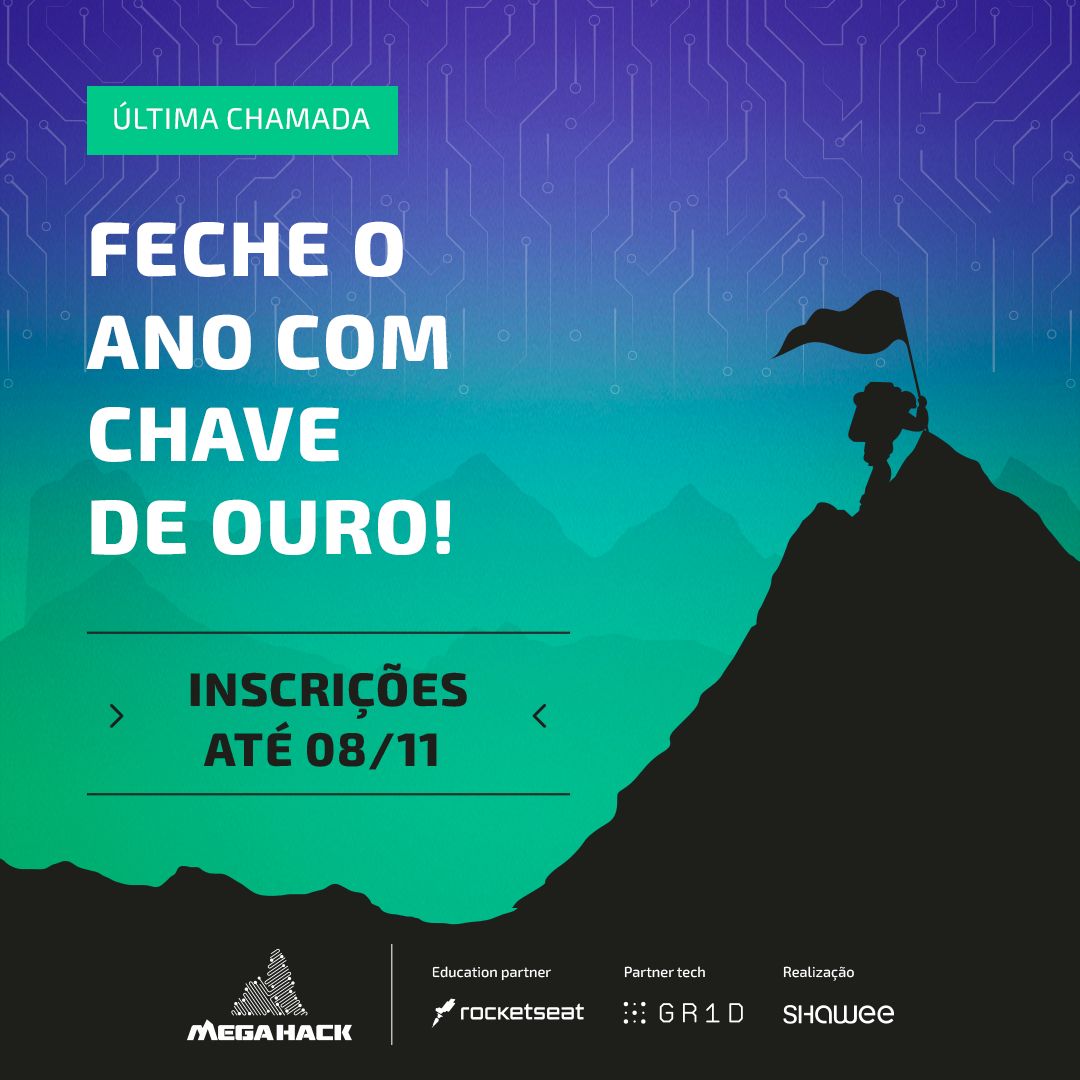 ÚLTIMA CHAMADA
FECHE O
ANO COM
CHAVE
DE OURO!
INSCRIÇÕES
ATÉ 08/11
MEGAHACK
Education partner
rocketseat
Partner tech
GR1D
Realização
SHAWEE